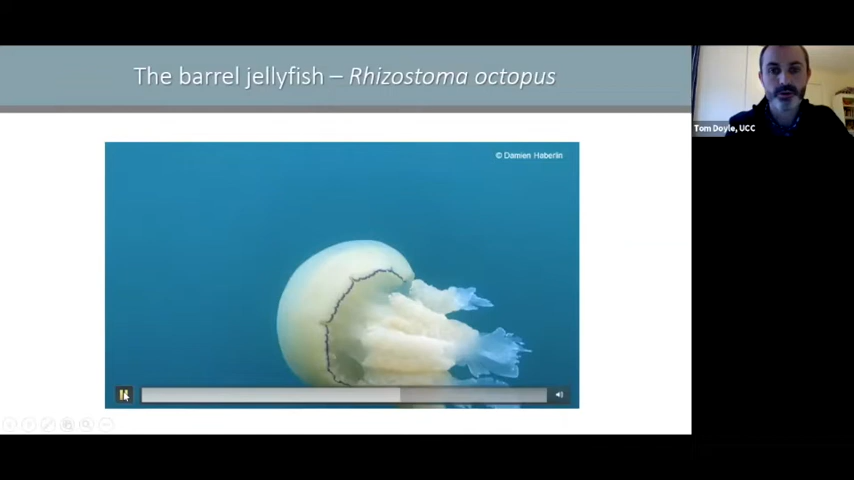 The barrel jellyfish – Rhizostoma octopus
© Damien Haberlin
Tom Doyle, UCC